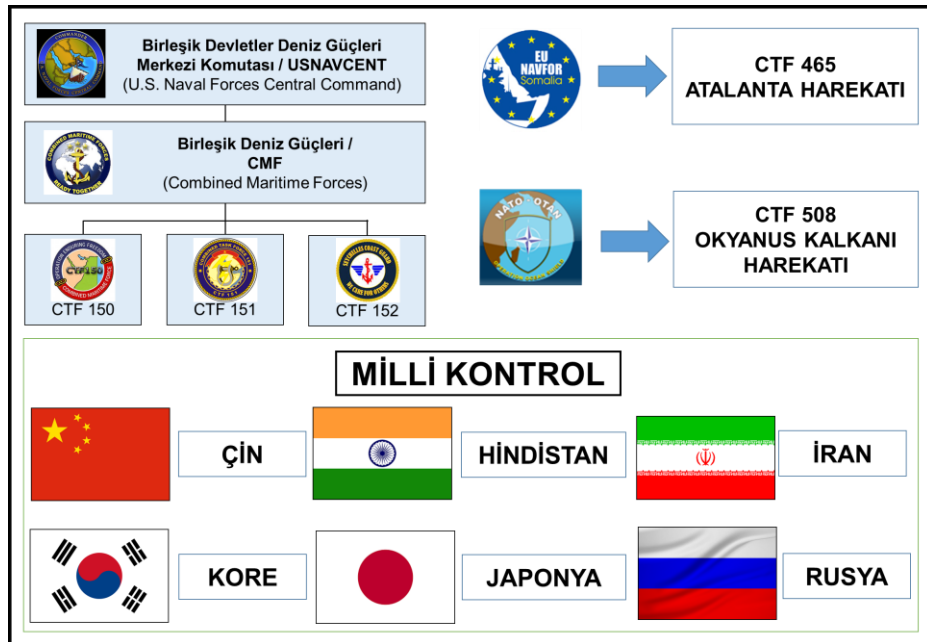 Birleşik Devletler Deniz Güçleri
Merkezi Komutası / USNAVCENT
(U.S. Naval Forces Central Command)
Birleşik Deniz Güçleri /
CMF
(Combined Maritime Forces)
CTF 150
CTF 151
CTF 152
EU
NAVFOR
Somalia
CTF 465
ATALANTA HAREKATI
NATO - OTAN
CTF 508
OKYANUS KALKANI
HAREKATI
MİLLİ KONTROL
ÇİN
HİNDİSTAN
İRAN
KORE
JAPONYA
RUSYA